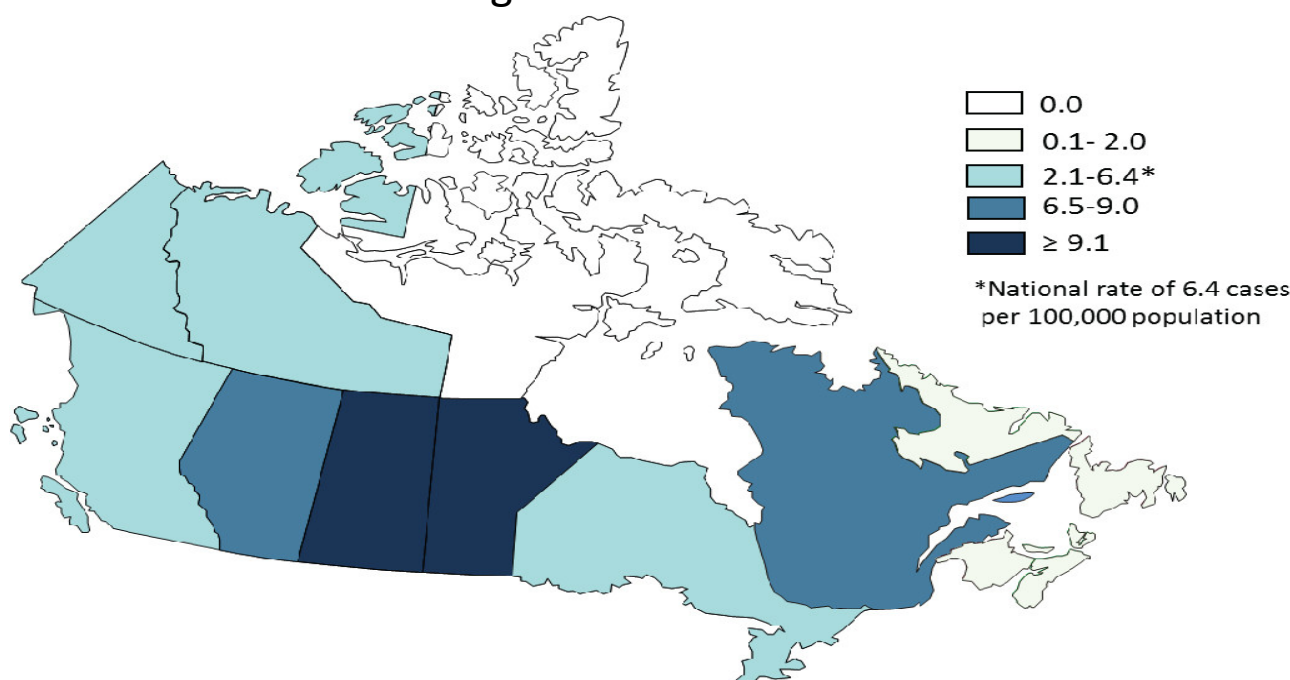 0.0
0.1- 2.0
2.1-6.4*
6.5-9.0
≥ 9.1
*National rate of 6.4 cases
per 100,000 population